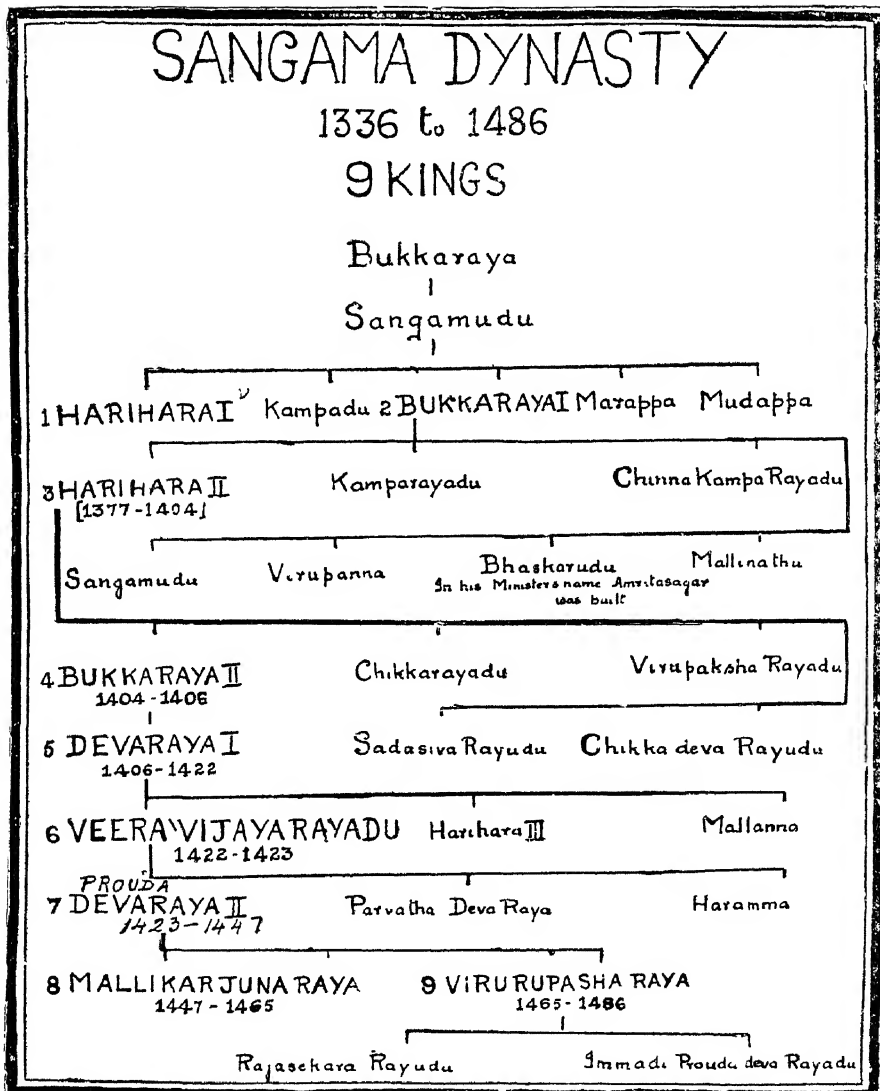 SANGAMA DYNASTY
1336 to 1486
9 KINGS
Bukkaraya
Sangamudu
1 HARIHARA I Kampadu 2 BUKKARAYA I Marappa Mudappa
3 HARIHARA II Kamparayadu Chinna Kampa Rayadu
[1377-1404]
Sangamudu Virupanna Bhaskarudu Mallinathu
In his Ministers name Amritasagar
was built
4 BUKKARAYA II Chikkarayadu Virupaksha Rayadu
1404-1406
5 DEVARAYA I Sadasiva Rayudu Chikka deva Rayudu
1406-1422
6 VEERA VIJAYA RAYADU Harihara III Mallanna
1422-1423
PROUDA
7 DEVARAYA II Parvatha Deva Raya Haramma
1423-1447
8 MALLIKARJUNA RAYA 9 VIRURUPASHA RAYA
1447-1465 1465-1486
Rajasekara Rayudu Immadi Proudu deva Rayadu